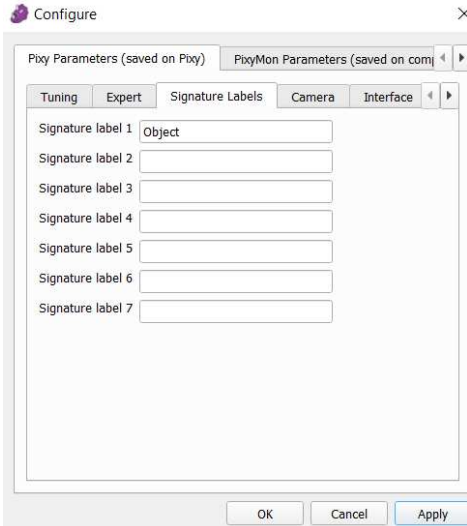 Configure
Pixy Parameters (saved on Pixy) PixyMon Parameters (saved on
Tuning Expert Signature Labels Camera Interface
Signature label 1 Object
Signature label 2
Signature label 3
Signature label 4
Signature label 5
Signature label 6
Signature label 7
OK Cancel Apply